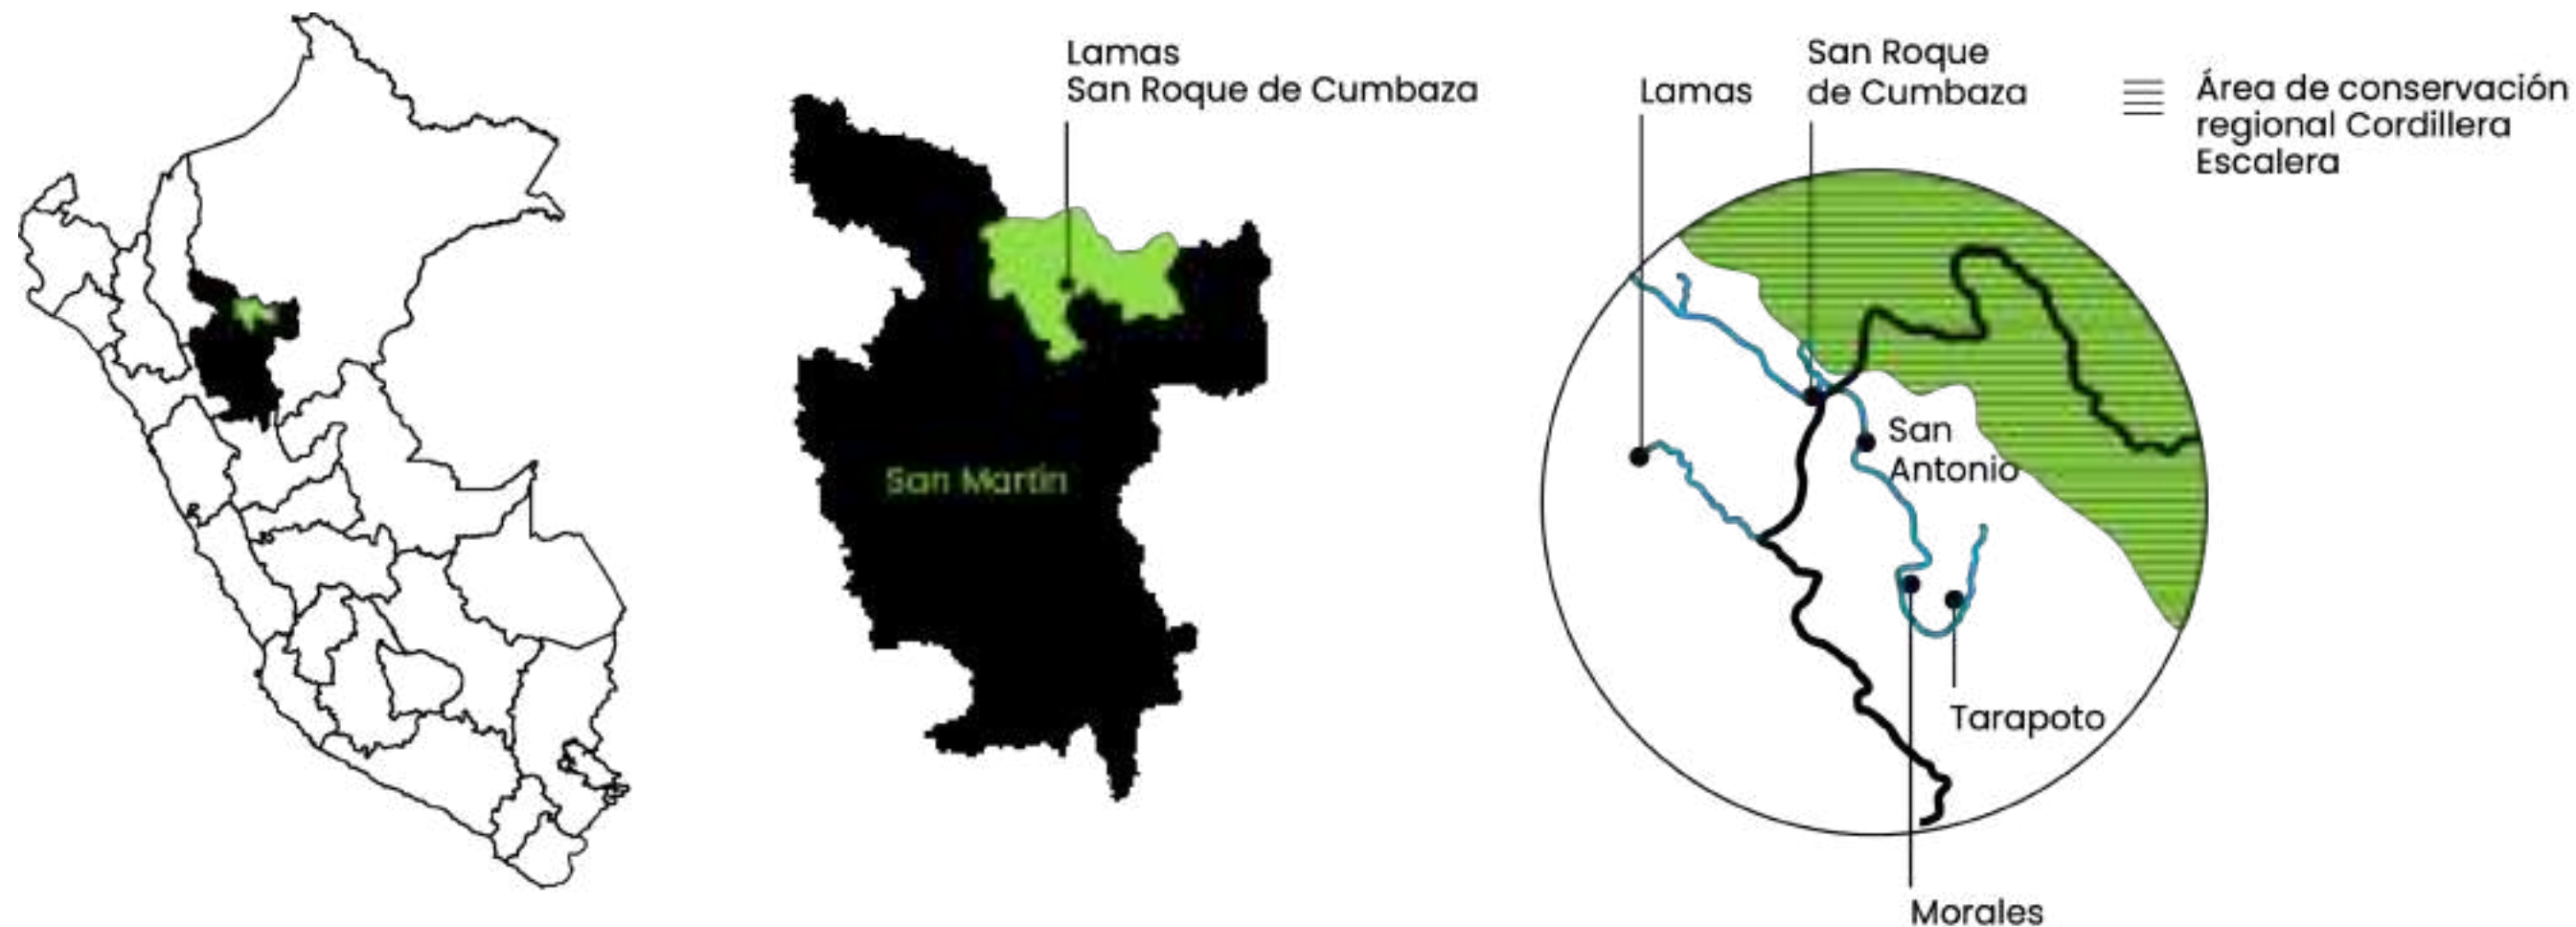 Lamas
San Roque de Cumbaza
San Martín
Lamas
San Roque
de Cumbaza
Área de conservación
regional Cordillera
Escalera
San
Antonio
Tarapoto
Morales